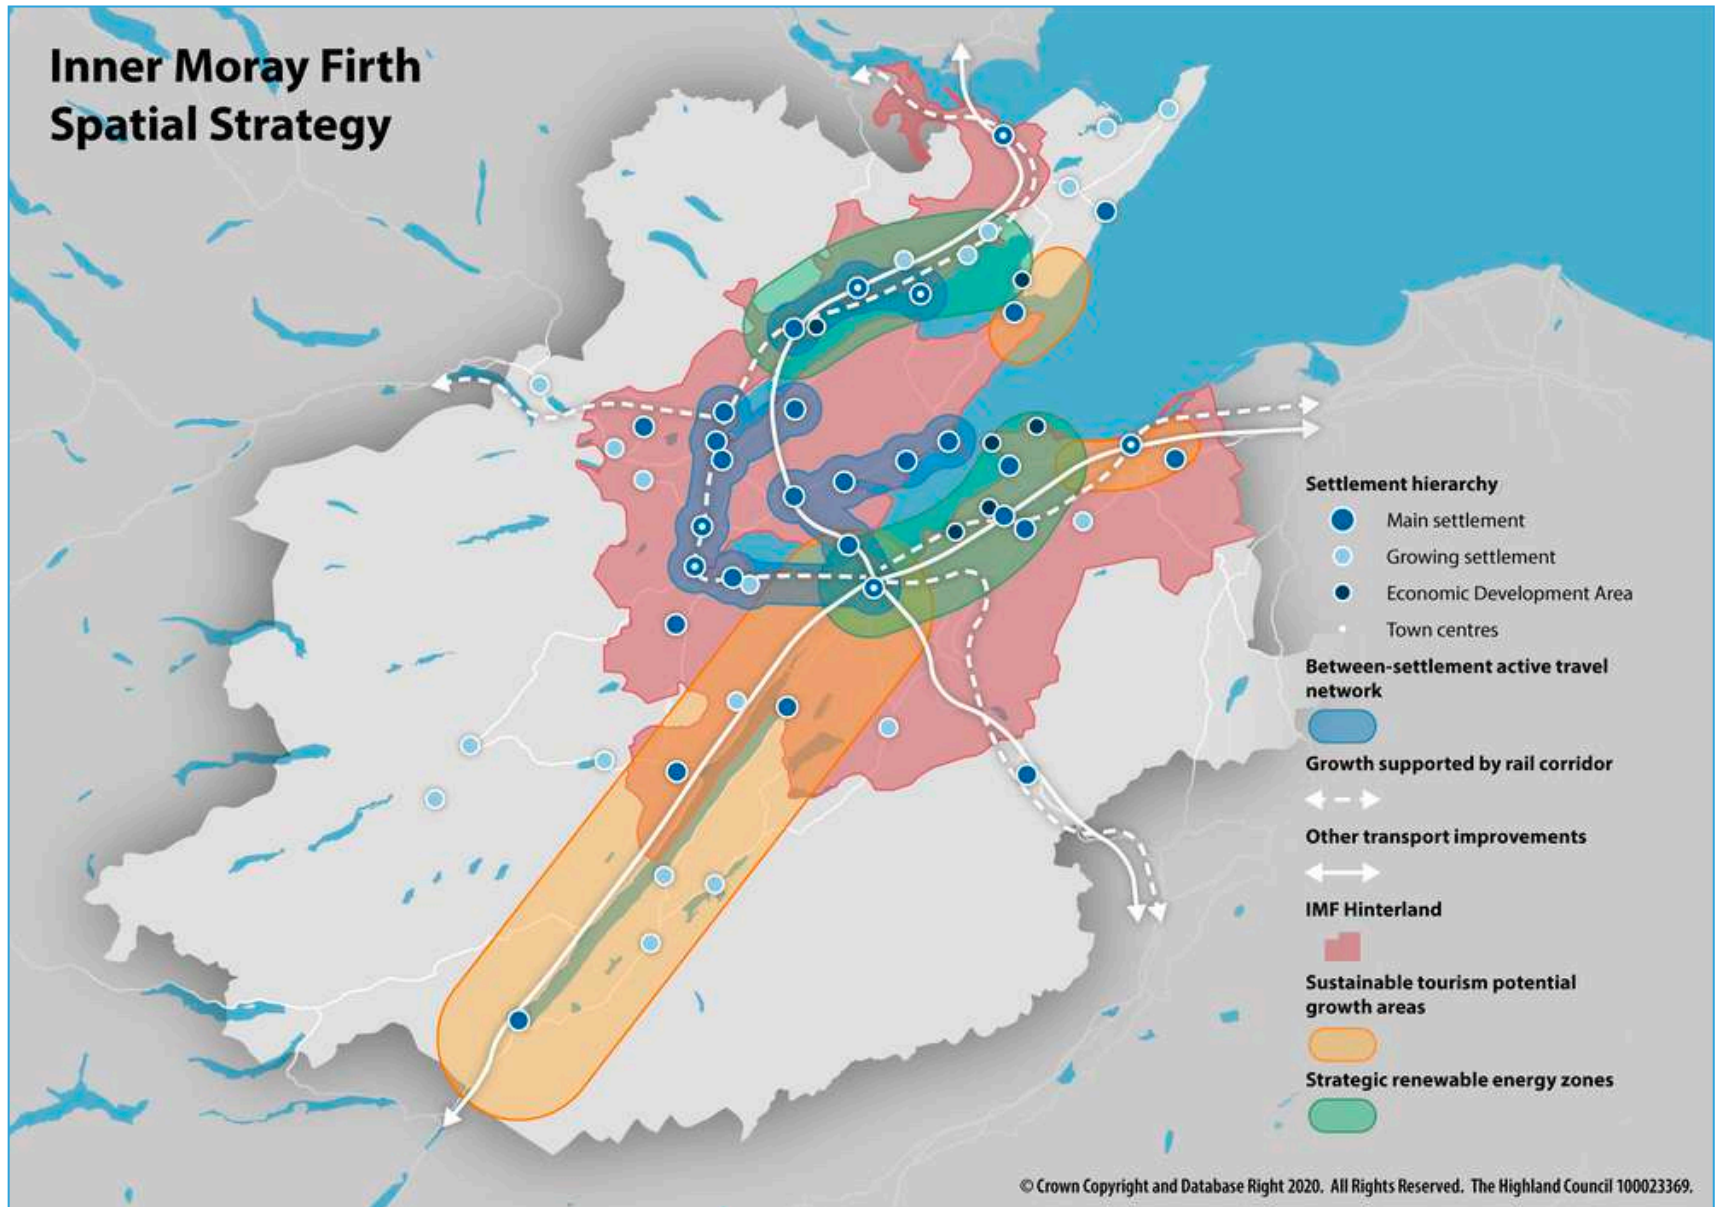 Inner Moray Firth
Spatial Strategy
Settlement hierarchy
Main settlement
Growing settlement
Economic Development Area
Town centres
Between-settlement active travel
network
Growth supported by rail corridor
Other transport improvements
IMF Hinterland
Sustainable tourism potential
growth areas
Strategic renewable energy zones
© Crown Copyright and Database Right 2020. All Rights Reserved. The Highland Council 100023369.